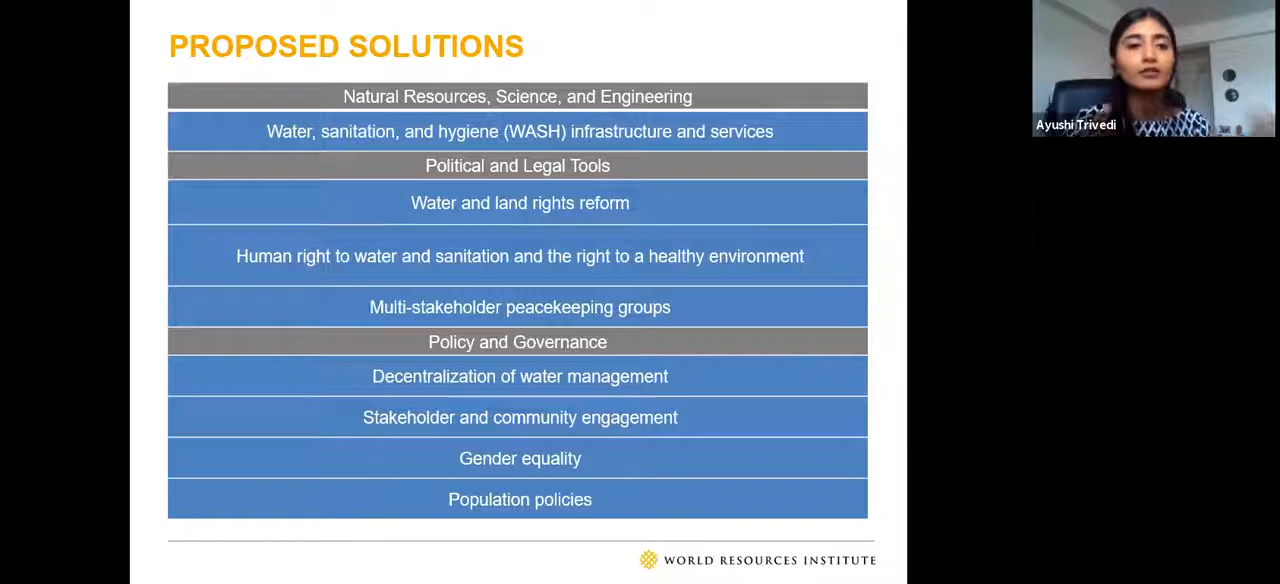 PROPOSED SOLUTIONS
Natural Resources, Science, and Engineering
Water, sanitation, and hygiene (WASH) infrastructure and services
Political and Legal Tools
Water and land rights reform
Human right to water and sanitation and the right to a healthy environment
Multi-stakeholder peacekeeping groups
Policy and Governance
Decentralization of water management
Stakeholder and community engagement
Gender equality
Population policies
WORLD RESOURCES INSTITUTE
Ayushi Trivedi